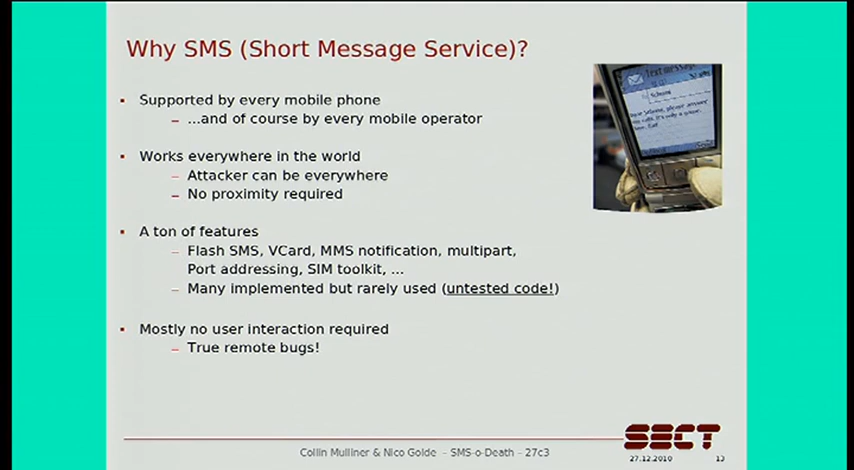 Why SMS (Short Message Service)?
Supported by every mobile phone
...and of course by every mobile operator
Works everywhere in the world
Attacker can be everywhere
No proximity required
A ton of features
Flash SMS, VCard, MMS notification, multipart,
Port addressing, SIM toolkit, ...
Many implemented but rarely used (untested code!)
Mostly no user interaction required
True remote bugs!
Text message
SECT
Collin Mulliner & Nico Golde - SMS-o-Death - 27c3
27.12.2010
13